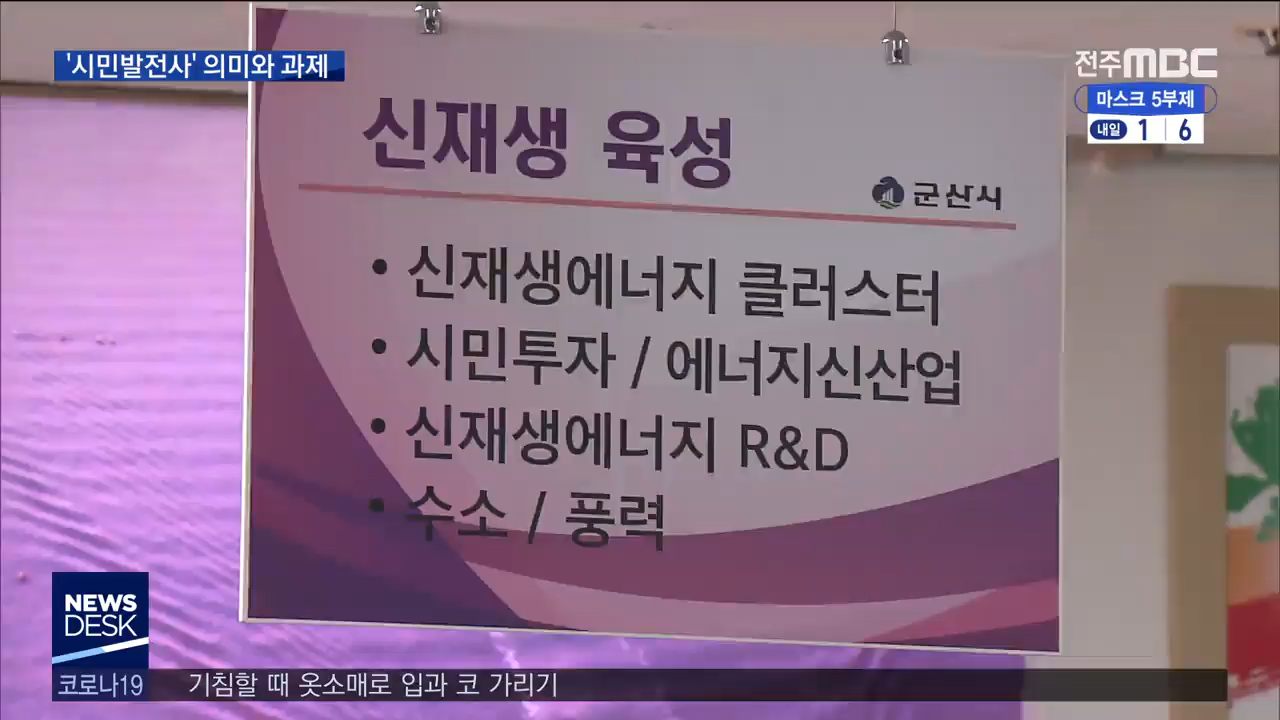 '시민발전사' 의미와 과제
전주MBC
마스크 5부제
내일 1 6
신재생 육성
군산시
• 신재생에너지 클러스터
• 시민투자 / 에너지신산업
• 신재생에너지 R&D
• 수소 / 풍력
NEWS
DESK
코로나19 기침할 때 옷소매로 입과 코 가리기